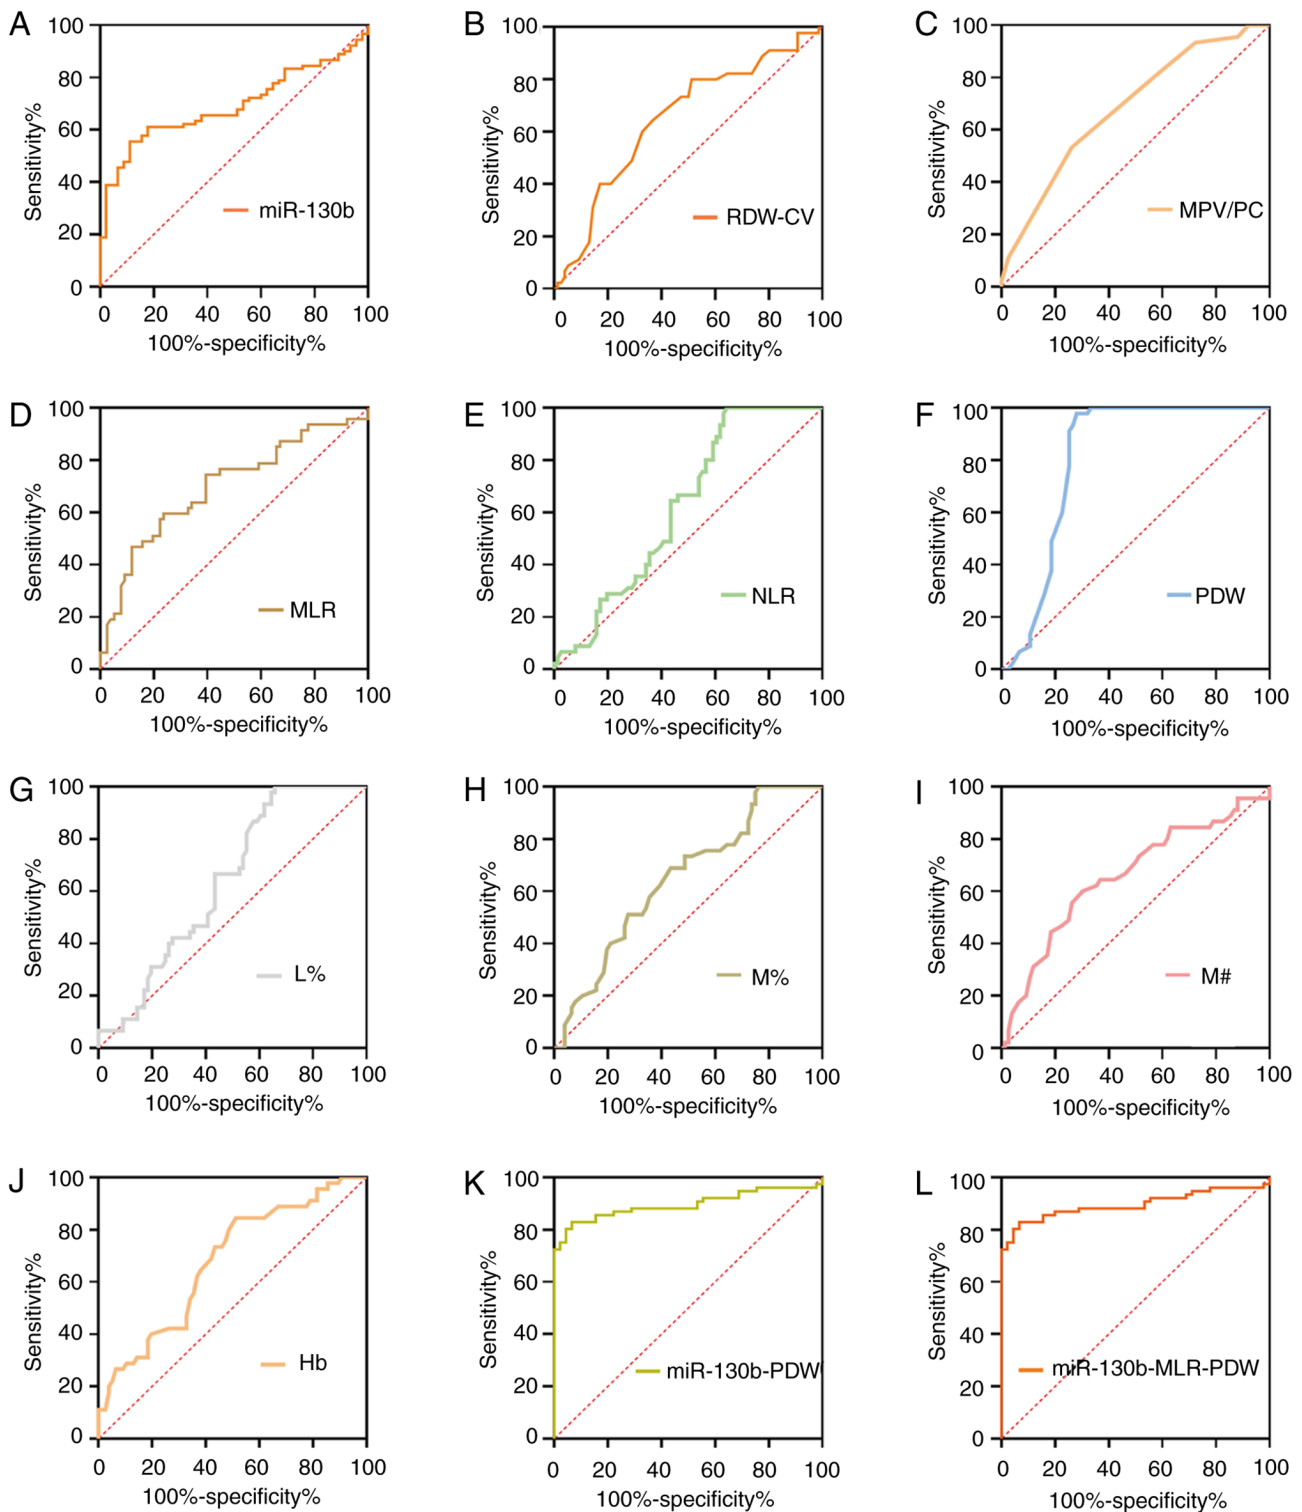 A
100
80
60
40
20
0
Sensitivity%
miR-130b
0 20 40 60 80 100
100%-specificity%
B
100
80
60
40
20
0
Sensitivity%
RDW-CV
0 20 40 60 80 100
100%-specificity%
C
100
80
60
40
20
0
Sensitivity%
MPV/PC
0 20 40 60 80 100
100%-specificity%
D
100
80
60
40
20
0
Sensitivity%
MLR
0 20 40 60 80 100
100%-specificity%
E
100
80
60
40
20
0
Sensitivity%
NLR
0 20 40 60 80 100
100%-specificity%
F
100
80
60
40
20
0
Sensitivity%
PDW
0 20 40 60 80 100
100%-specificity%
G
100
80
60
40
20
0
Sensitivity%
L%
0 20 40 60 80 100
100%-specificity%
H
100
80
60
40
20
0
Sensitivity%
M%
0 20 40 60 80 100
100%-specificity%
I
100
80
60
40
20
0
Sensitivity%
M#
0 20 40 60 80 100
100%-specificity%
J
100
80
60
40
20
0
Sensitivity%
Hb
0 20 40 60 80 100
100%-specificity%
K
100
80
60
40
20
0
Sensitivity%
miR-130b-PDW
0 20 40 60 80 100
100%-specificity%
L
100
80
60
40
20
0
Sensitivity%
miR-130b-MLR-PDW
0 20 40 60 80 100
100%-specificity%